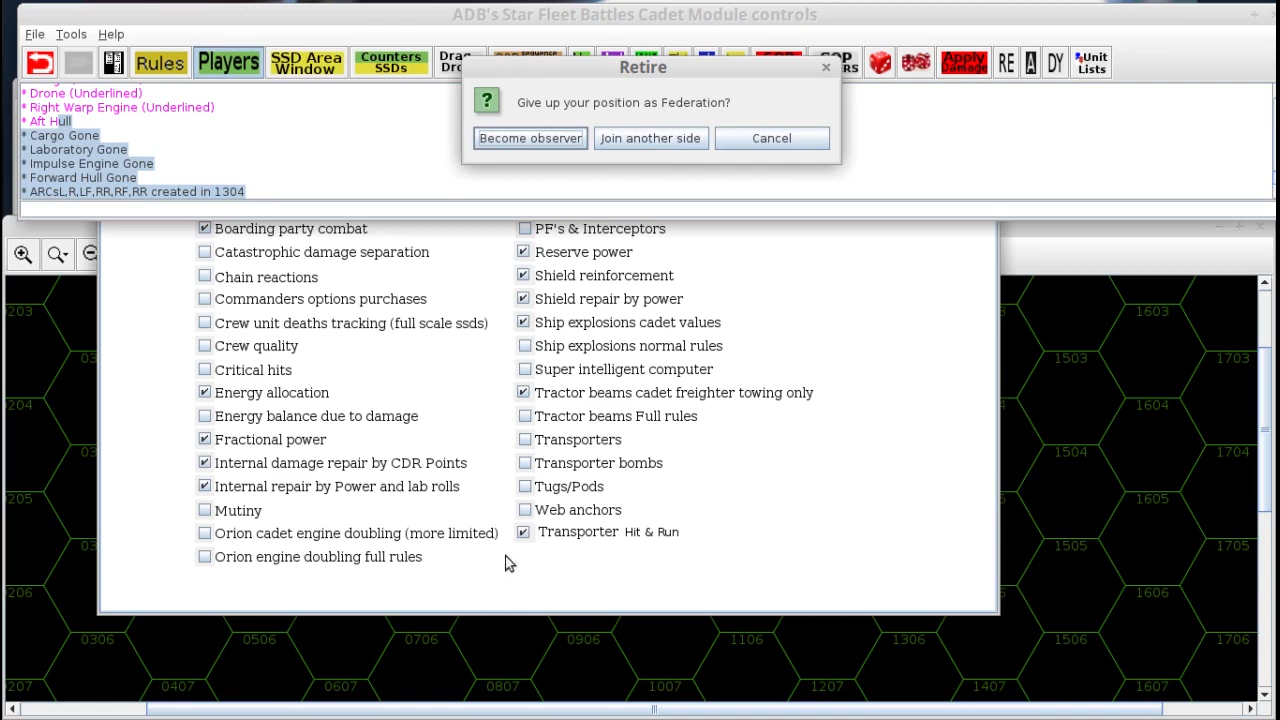 ADB's Star Fleet Battles Cadet Module controls
File Tools Help
Rules
Players
SSD Area
Window
Counters
SSDs
Apply
Damage
RE
A
DY
Unit
Lists
* Drone (Underlined)
* Right Warp Engine (Underlined)
* Aft Hull
* Cargo Gone
* Laboratory Gone
* Impulse Engine Gone
* Forward Hull Gone
* ARCsL,R,LF,RR,RF,RR created in 1304
Retire
Give up your position as Federation?
Become observer
Join another side
Cancel
Boarding party combat
Catastrophic damage separation
Chain reactions
Commanders options purchases
Crew unit deaths tracking (full scale ssds)
Crew quality
Critical hits
Energy allocation
Energy balance due to damage
Fractional power
Internal damage repair by CDR Points
Internal repair by Power and lab rolls
Mutiny
Orion cadet engine doubling (more limited)
Orion engine doubling full rules
PF's & Interceptors
Reserve power
Shield reinforcement
Shield repair by power
Ship explosions cadet values
Ship explosions normal rules
Super intelligent computer
Tractor beams cadet freighter towing only
Tractor beams Full rules
Transporters
Transporter bombs
Tugs/Pods
Web anchors
Transporter Hit & Run
1603
1503
1703
1604
1504
1704
1605
1505
1705
1606
0306
0506
0706
0906
1106
1306
1506
1706
0407
0607
0807
1007
1207
1407
1607